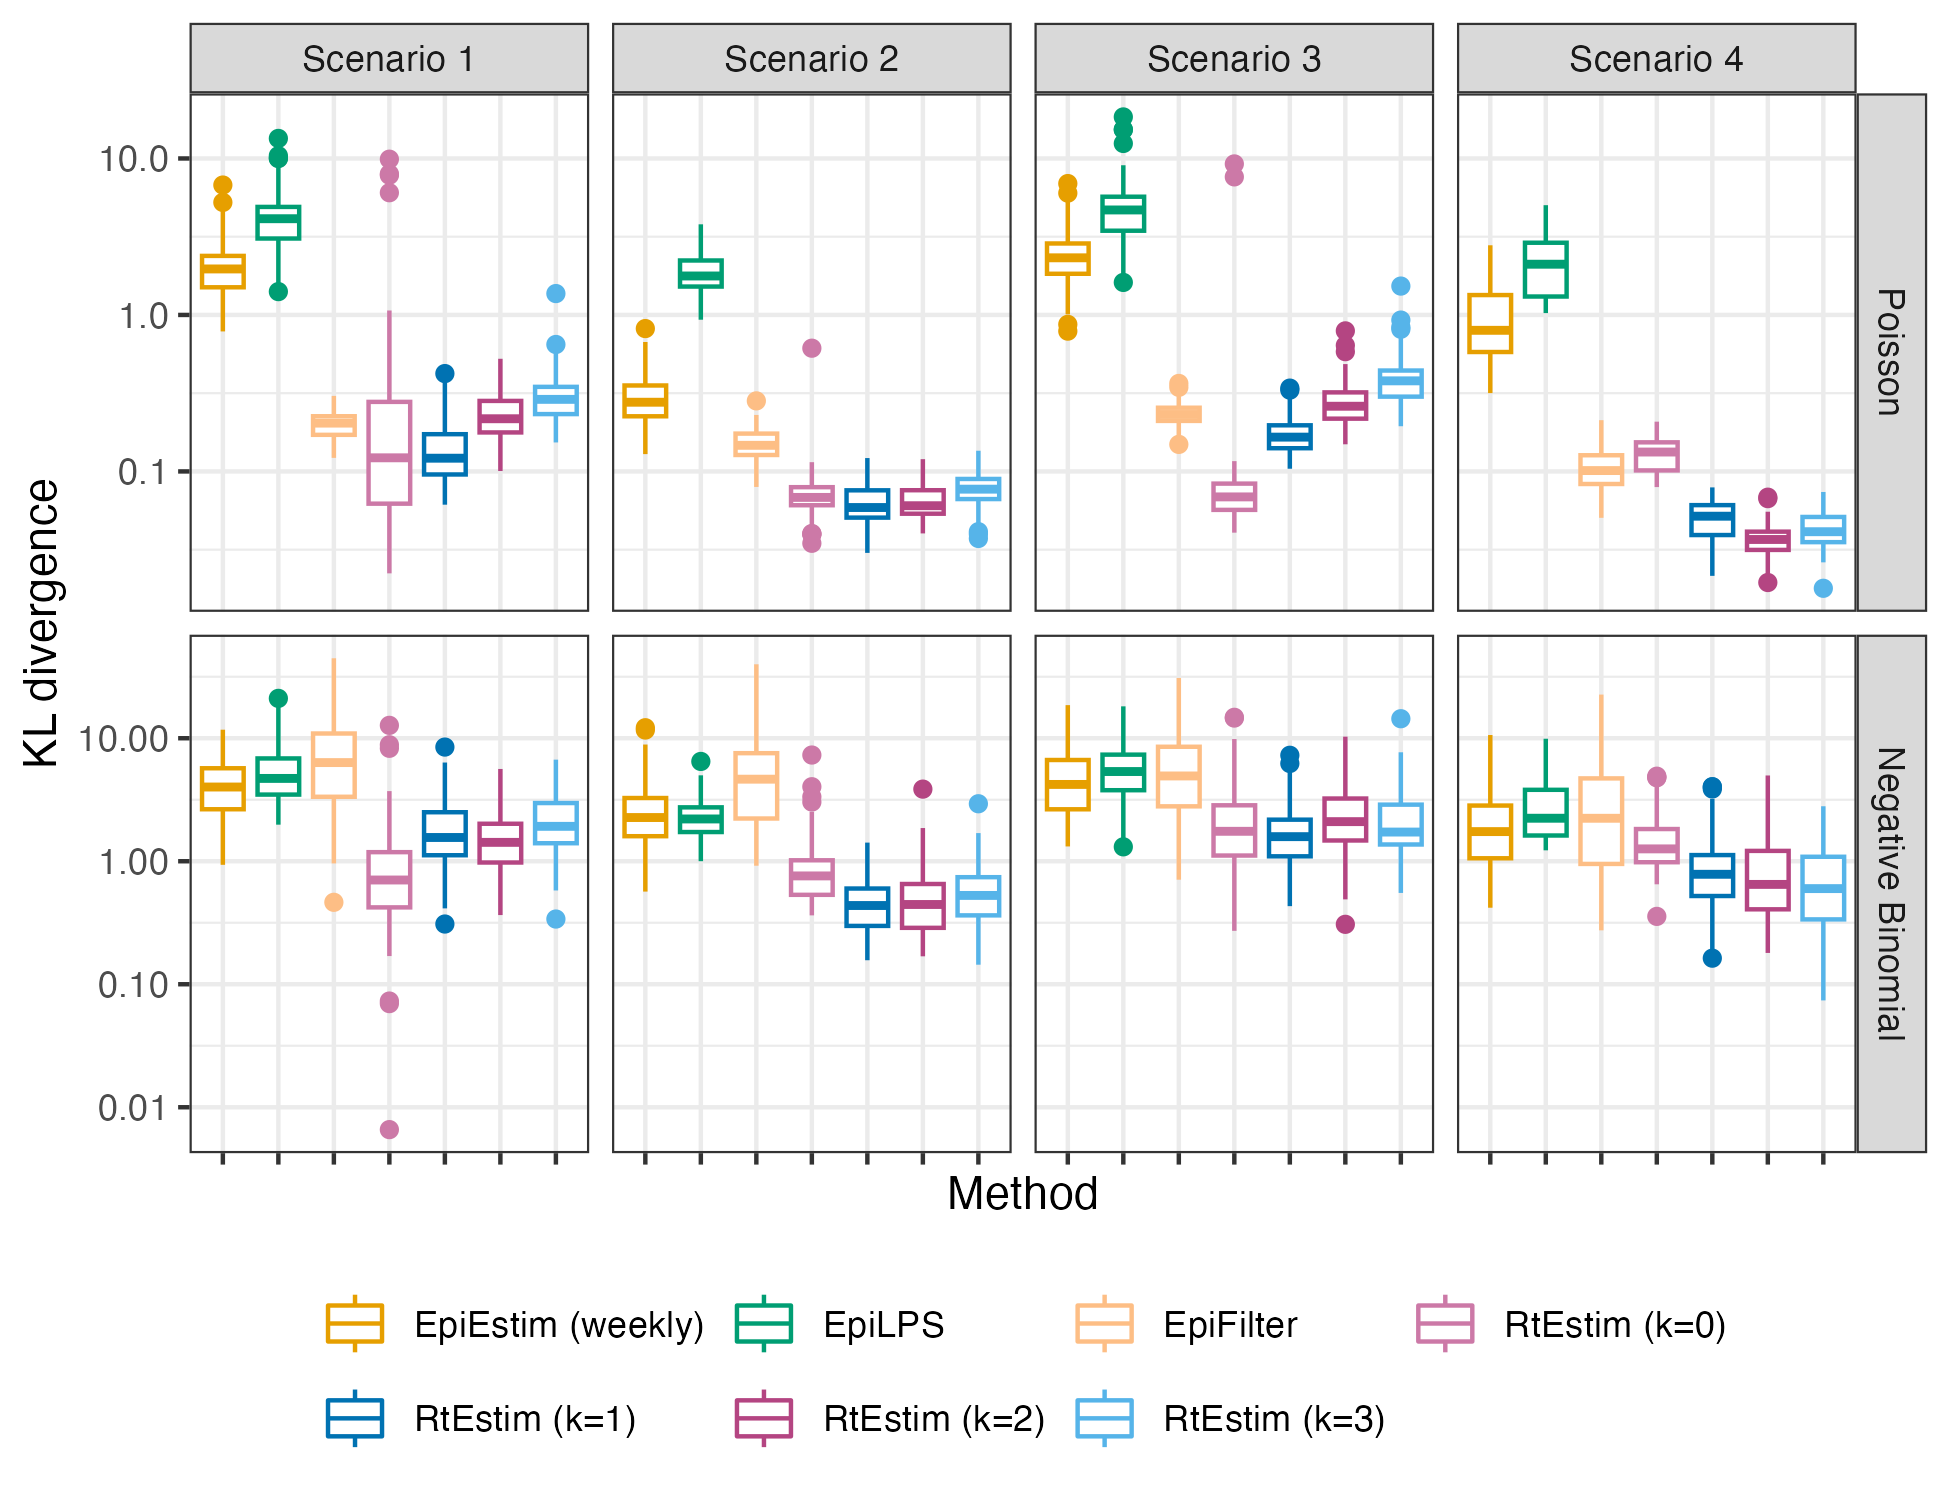 Scenario 1
Scenario 2
Scenario 3
Scenario 4
10.0
1.0
0.1
Poisson
KL divergence
10.00
1.00
0.10
0.01
Negative Binomial
Method
EpiEstim (weekly)
EpiLPS
EpiFilter
RtEstim (k=0)
RtEstim (k=1)
RtEstim (k=2)
RtEstim (k=3)